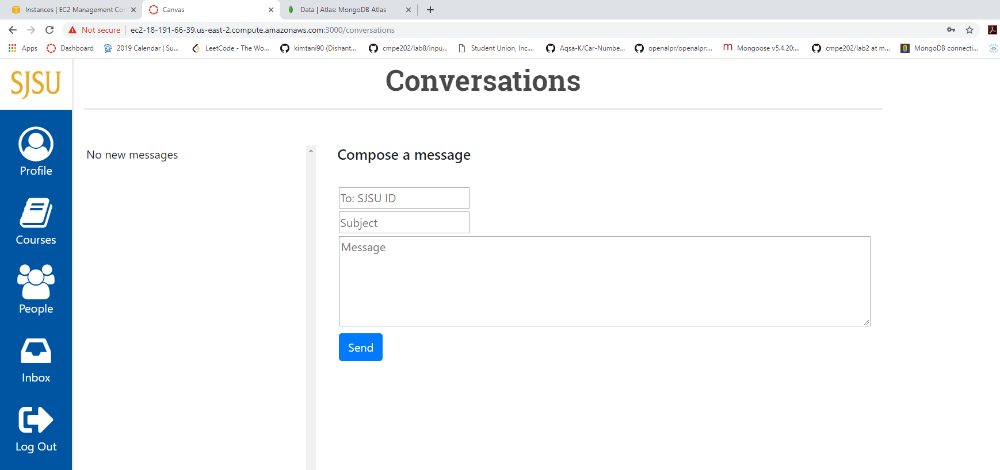 Instances | EC2 Management Con
Canvas
Data | Atlas: MongoDB Atlas
Not secure
ec2-18-191-66-39.us-east-2.compute.amazonaws.com:3000/conversations
Apps
Dashboard
2019 Calendar | Su...
LeetCode - The Wo...
kimtani90 (Dishant...
cmpe202/lab8/inpu...
Student Union, Inc....
Aqsa-K/Car-Numbe...
openalpr/openalpr:...
Mongoose v5.4.20:...
cmpe202/lab2 at m...
MongoDB connecti...
SJSU
Conversations
Profile
Courses
People
Inbox
Log Out
No new messages
Compose a message
To: SJSU ID
Subject
Message
Send